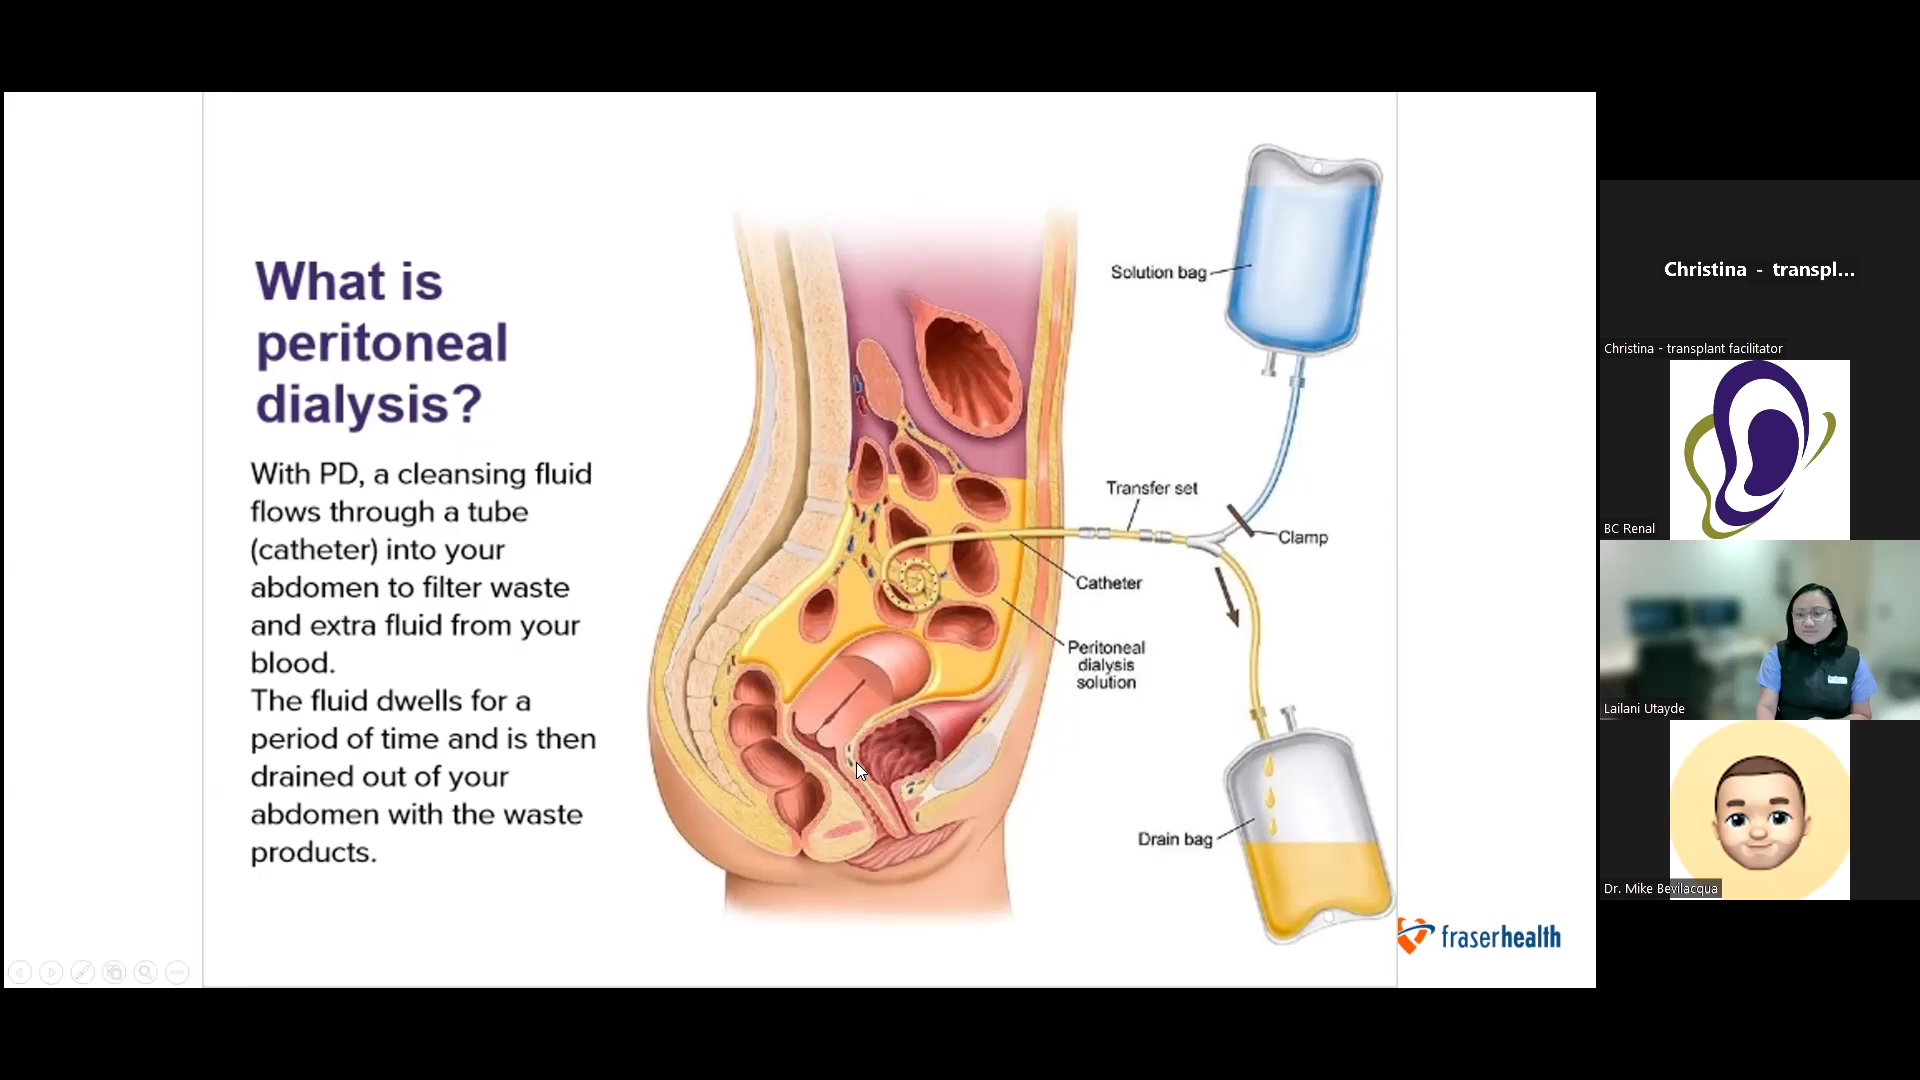 What is
peritoneal
dialysis?
With PD, a cleansing fluid
flows through a tube
(catheter) into your
abdomen to filter waste
and extra fluid from your
blood.
The fluid dwells for a
period of time and is then
drained out of your
abdomen with the waste
products.
Solution bag
Transfer set
Clamp
Catheter
Peritoneal
dialysis
solution
Drain bag
fraserhealth
Christina - transpl...
Christina - transplant facilitator
BC Renal
Lailani Utayde
Dr. Mike Bevilacqua